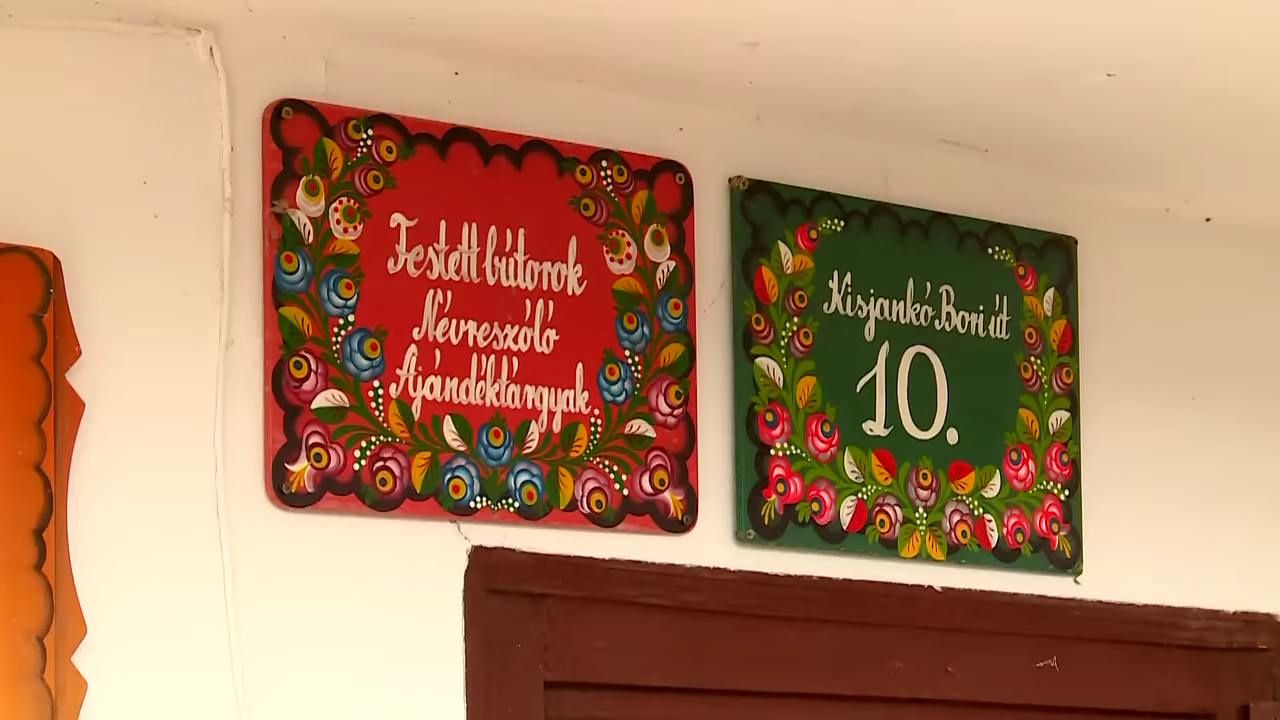 Festett bútorok
Névreszóló
Ajándéktárgyak
Kisjankó Bori út
10.